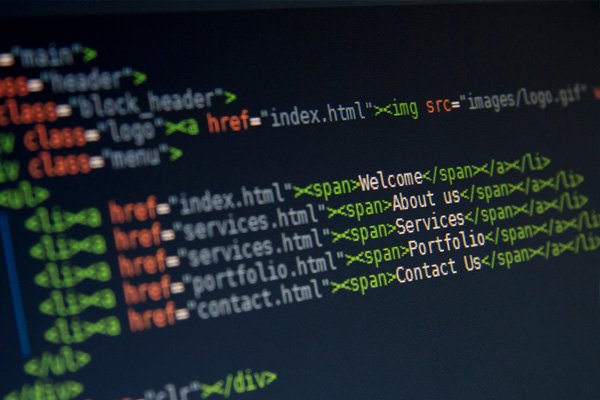 ="main">
ss="header">
class="block_header">
v class="logo"><a href="index.html"><img src="images/logo.gif"
iv class="menu">
<ul>
<li><a href="index.html"><span>Welcome</span></a></li>
<li><a href="services.html"><span>About us</span></a></li>
<li><a href="services.html"><span>Services</span></a></li>
<li><a href="portfolio.html"><span>Portfolio</span></a></li>
<li><a href="contact.html"><span>Contact Us</span></a></li>
</ul>
</div>
class="clr"></div>